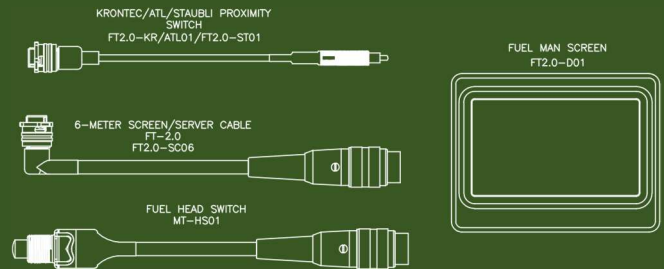 KRONTEC/ATL/STAUBLI PROXIMITY
SWITCH
FT2.0-KR/ATL01/FT2.0-ST01
FUEL MAN SCREEN
FT2.0-D01
6-METER SCREEN/SERVER CABLE
FT-2.0
FT2.0-SC06
FUEL HEAD SWITCH
MT-HS01